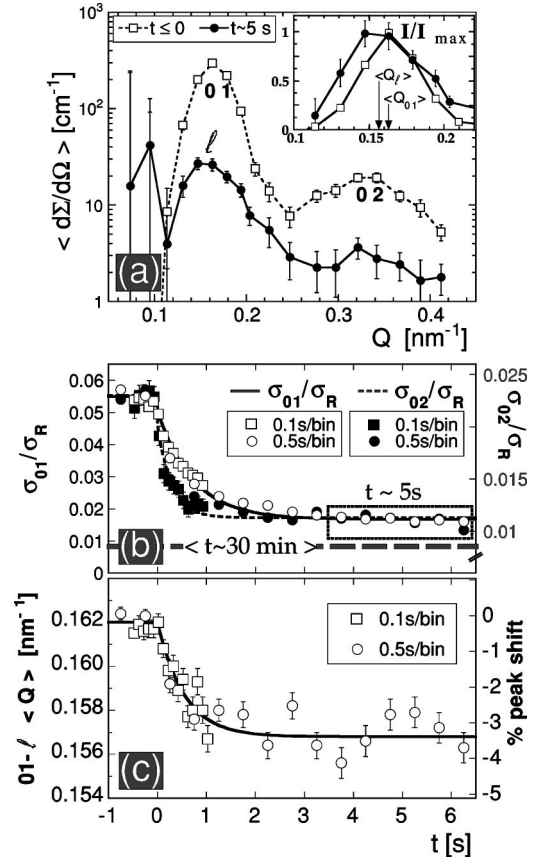 t ≤ 0
t~5 s
I/I max
<Qℓ>
<Q01>
1
0.75
0.5
0.25
0
0.1 0.15 0.2
0 1
ℓ
0 2
10³
10²
10
1
< dΣ/dΩ > [cm⁻¹]
(a)
0.1 0.2 0.3 0.4
Q [nm⁻¹]
σ01/σR
σ02/σR
0.1s/bin
0.1s/bin
0.5s/bin
0.5s/bin
0.06
0.05
0.04
0.03
0.02
0.01
0
σ01/σR
0.02
0.01
σ02/σR
t ~ 5s
< t~30 min >
(b)
0.1s/bin
0.5s/bin
0.162
0.16
0.158
0.156
0.154
01- ℓ < Q > [nm⁻¹]
0
-1
-2
-3
-4
-5
% peak shift
(c)
-1 0 1 2 3 4 5 6
t [s]